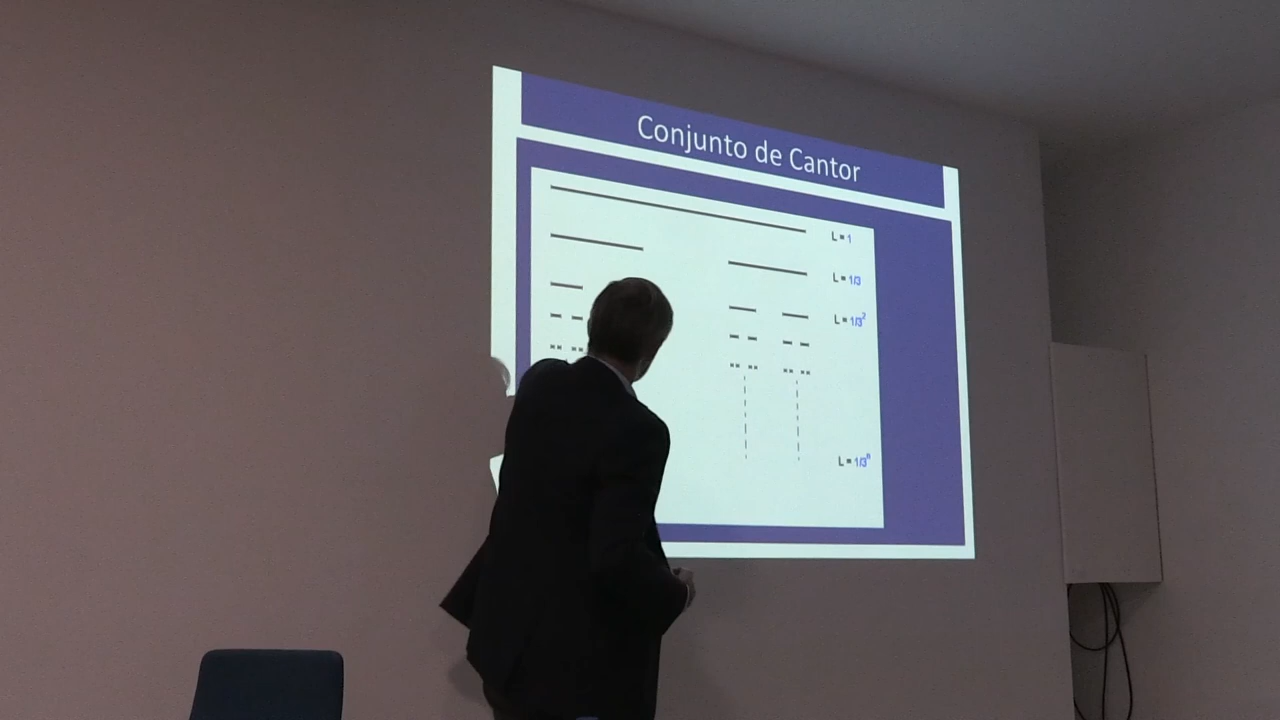 Conjunto de Cantor
L = 1
L = 1/3
L = 1/3²
L = 1/3ⁿ